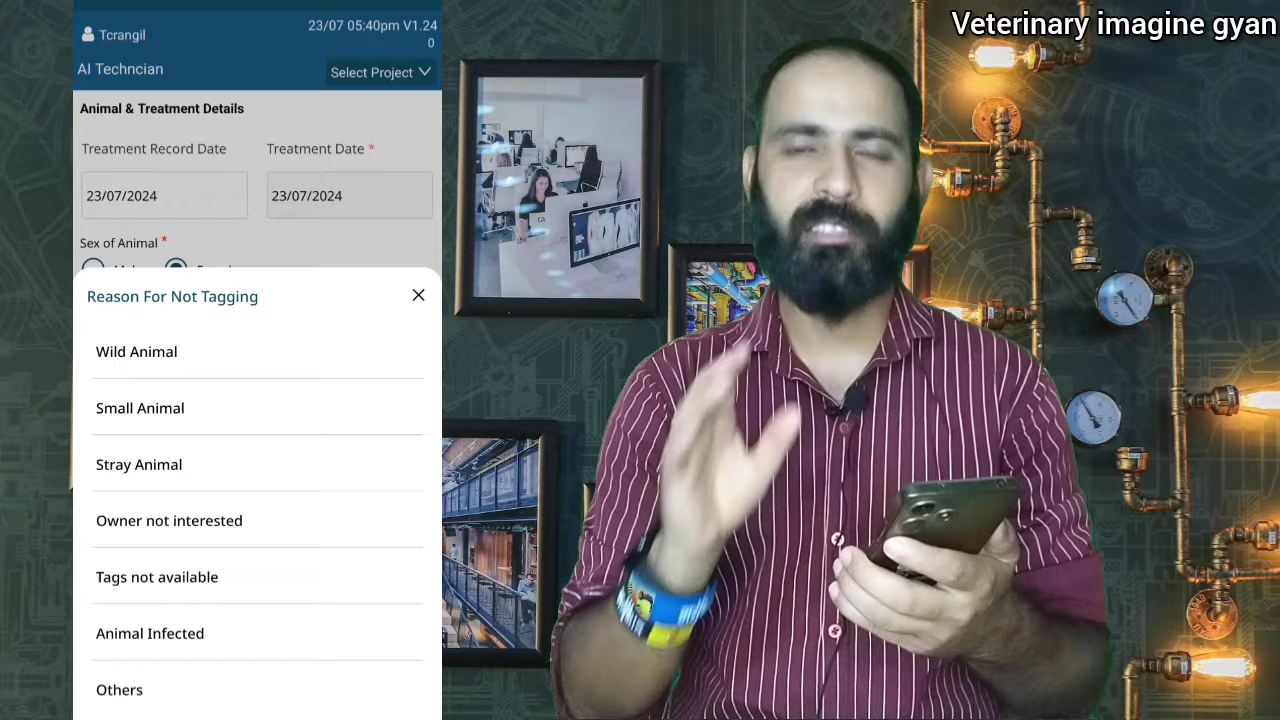 Veterinary imagine gyan
Tcrangil
23/07 05:40pm V1.24
0
AI Techncian
Select Project
Animal & Treatment Details
Treatment Record Date
Treatment Date *
23/07/2024
23/07/2024
Sex of Animal *
Reason For Not Tagging
Wild Animal
Small Animal
Stray Animal
Owner not interested
Tags not available
Animal Infected
Others